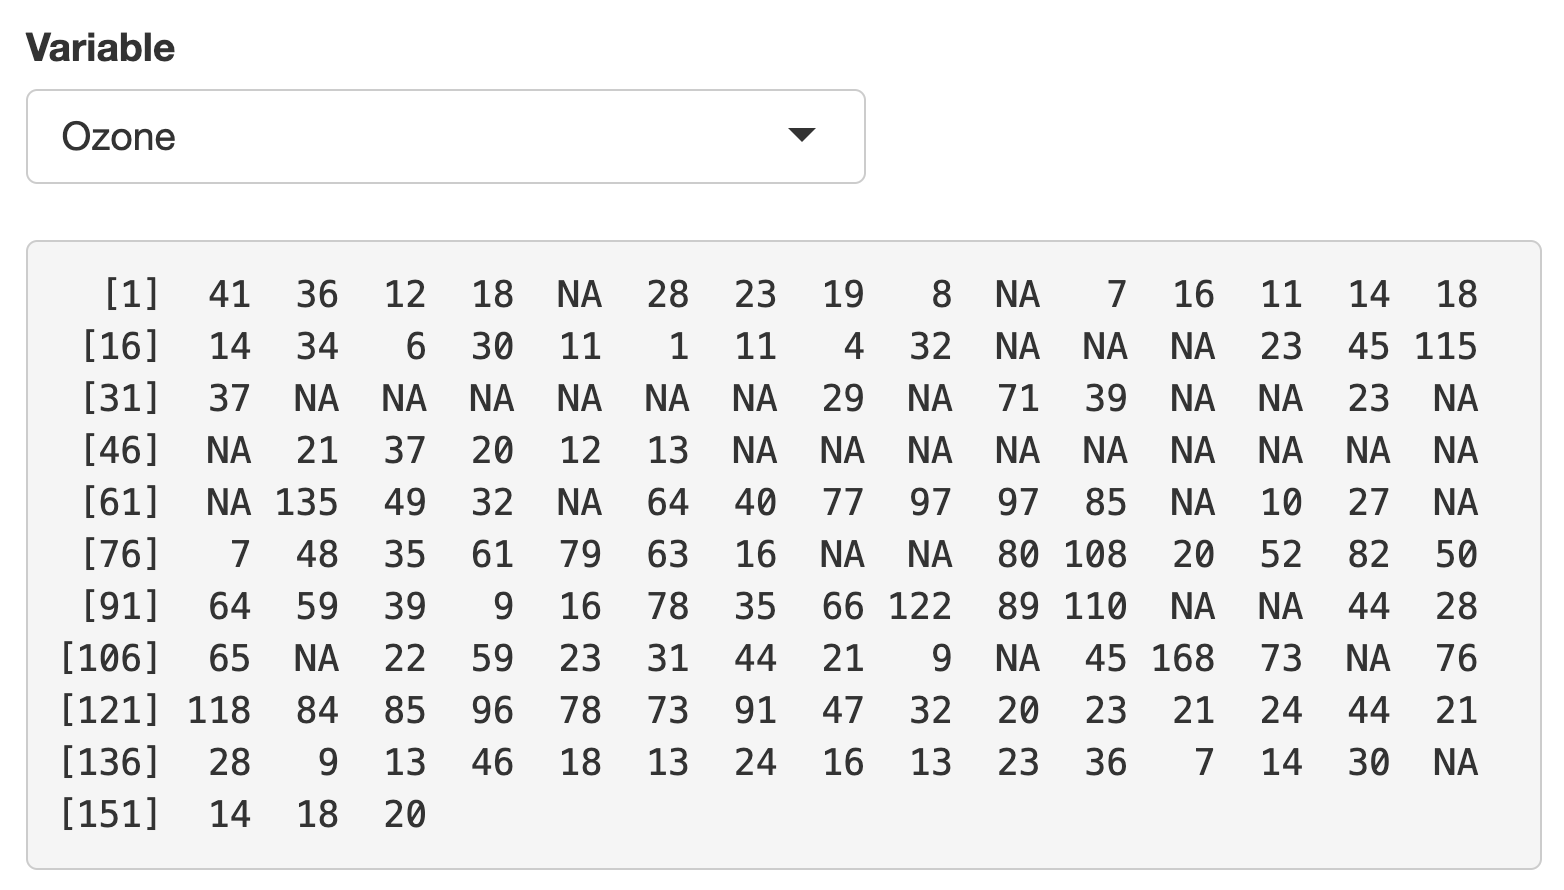 Variable
Ozone
[1] 41 36 12 18 NA 28 23 19 8 NA 7 16 11 14 18
[16] 14 34 6 30 11 1 11 4 32 NA NA NA 23 45 115
[31] 37 NA NA NA NA NA NA 29 NA 71 39 NA NA 23 NA
[46] NA 21 37 20 12 13 NA NA NA NA NA NA NA NA NA
[61] NA 135 49 32 NA 64 40 77 97 97 85 NA 10 27 NA
[76] 7 48 35 61 79 63 16 NA NA 80 108 20 52 82 50
[91] 64 59 39 9 16 78 35 66 122 89 110 NA NA 44 28
[106] 65 NA 22 59 23 31 44 21 9 NA 45 168 73 NA 76
[121] 118 84 85 96 78 73 91 47 32 20 23 21 24 44 21
[136] 28 9 13 46 18 13 24 16 13 23 36 7 14 30 NA
[151] 14 18 20